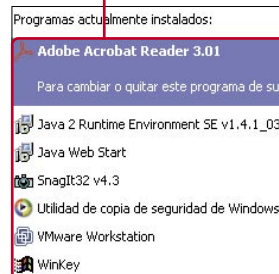 Programas actualmente instalados:
Adobe Acrobat Reader 3.01
Para cambiar o quitar este programa de su
Java 2 Runtime Environment SE v1.4.1_03
Java Web Start
SnagIt32 v4.3
Utilidad de copia de seguridad de Windows
VMware Workstation
WinKey